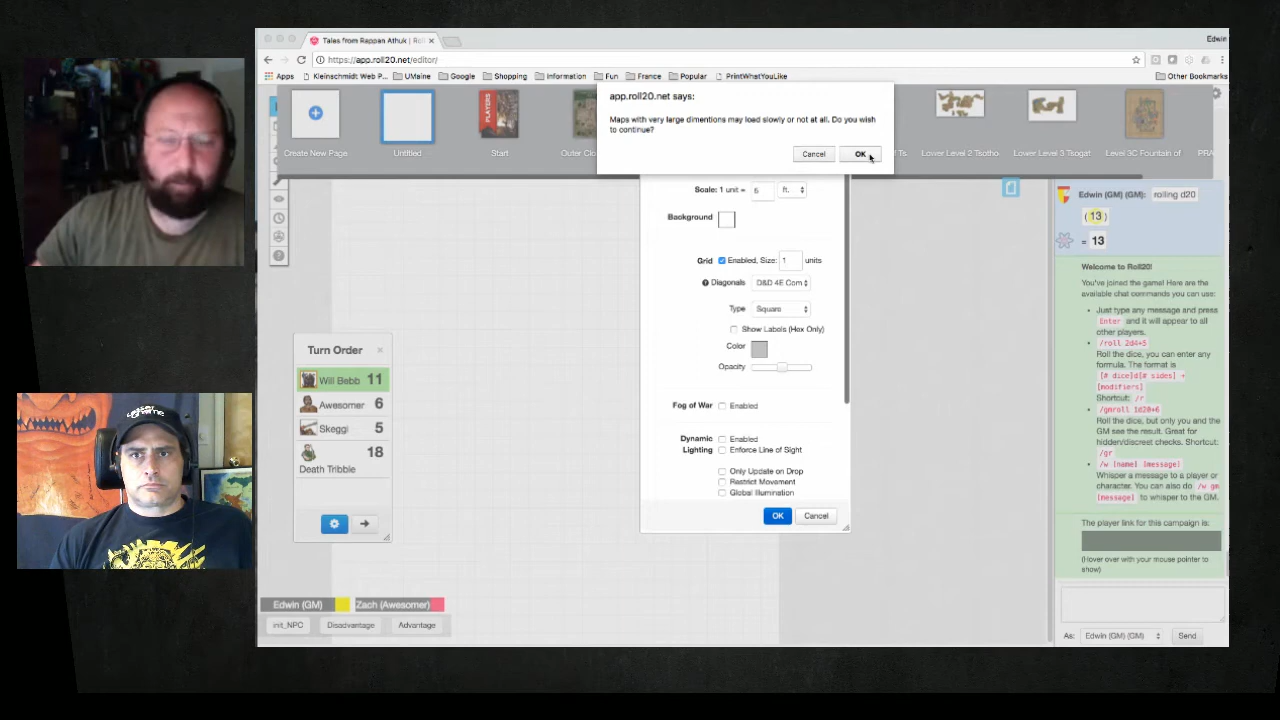 Tales from Rappan Athuk | Rol
Edwin
https://app.roll20.net/editor/
Apps
Kleinschmidt Web P...
UMaine
Google
Shopping
Information
Fun
France
Popular
PrintWhatYouLike
Other Bookmarks
app.roll20.net says:
Maps with very large dimentions may load slowly or not at all. Do you wish
to continue?
Cancel
OK
PLAYERS
Create New Page
Untitled
Start
Outer Clo
f Ts
Lower Level 2 Tsotho
Lower Level 3 Tsogat
Level 3C Fountain of
PRA
Scale: 1 unit =
ft.
Background
Grid
Enabled, Size:
1
units
Diagonals
D&D 4E Com
Type
Square
Show Labels (Hex Only)
Color
Opacity
Fog of War
Enabled
Dynamic
Lighting
Enabled
Enforce Line of Sight
Only Update on Drop
Restrict Movement
Global Illumination
OK
Cancel
Turn Order
Will Bebb 11
Awesomer 6
Skeggi 5
18
Death Tribble
Edwin (GM)
Zach (Awesomer)
init_NPC
Disadvantage
Advantage
Edwin (GM) (GM):
rolling d20
(13)
= 13
Welcome to Roll20!
You've joined the game! Here are the
available chat commands you can use:
Just type any message and press
Enter and it will appear to all
other players.
/roll 2d4+5
Roll the dice, you can enter any
formula. The format is
[# dice]d[# sides] +
[modifiers]
Shortcut: /r
/gmroll 1d20+6
Roll the dice, but only you and the
GM see the result. Great for
hidden/discreet checks. Shortcut:
/gr
/w [name] [message]
Whisper a message to a player or
character. You can also do /w gm
[message] to whisper to the GM.
The player link for this campaign is:
(Hover over with your mouse pointer to
show)
As:
Edwin (GM) (GM)
Send